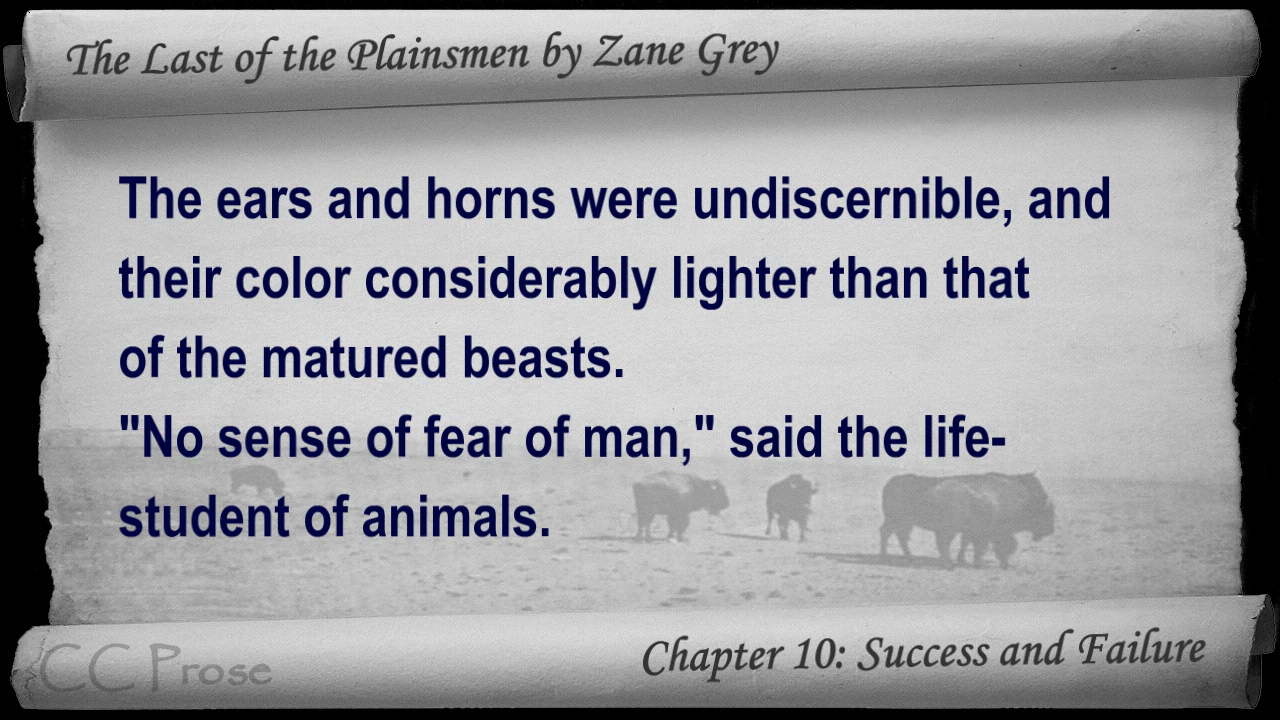 The Last of the Plainsmen by Zane Grey
The ears and horns were undiscernible, and
their color considerably lighter than that
of the matured beasts.
"No sense of fear of man," said the life-
student of animals.
CC Prose
Chapter 10: Success and Failure